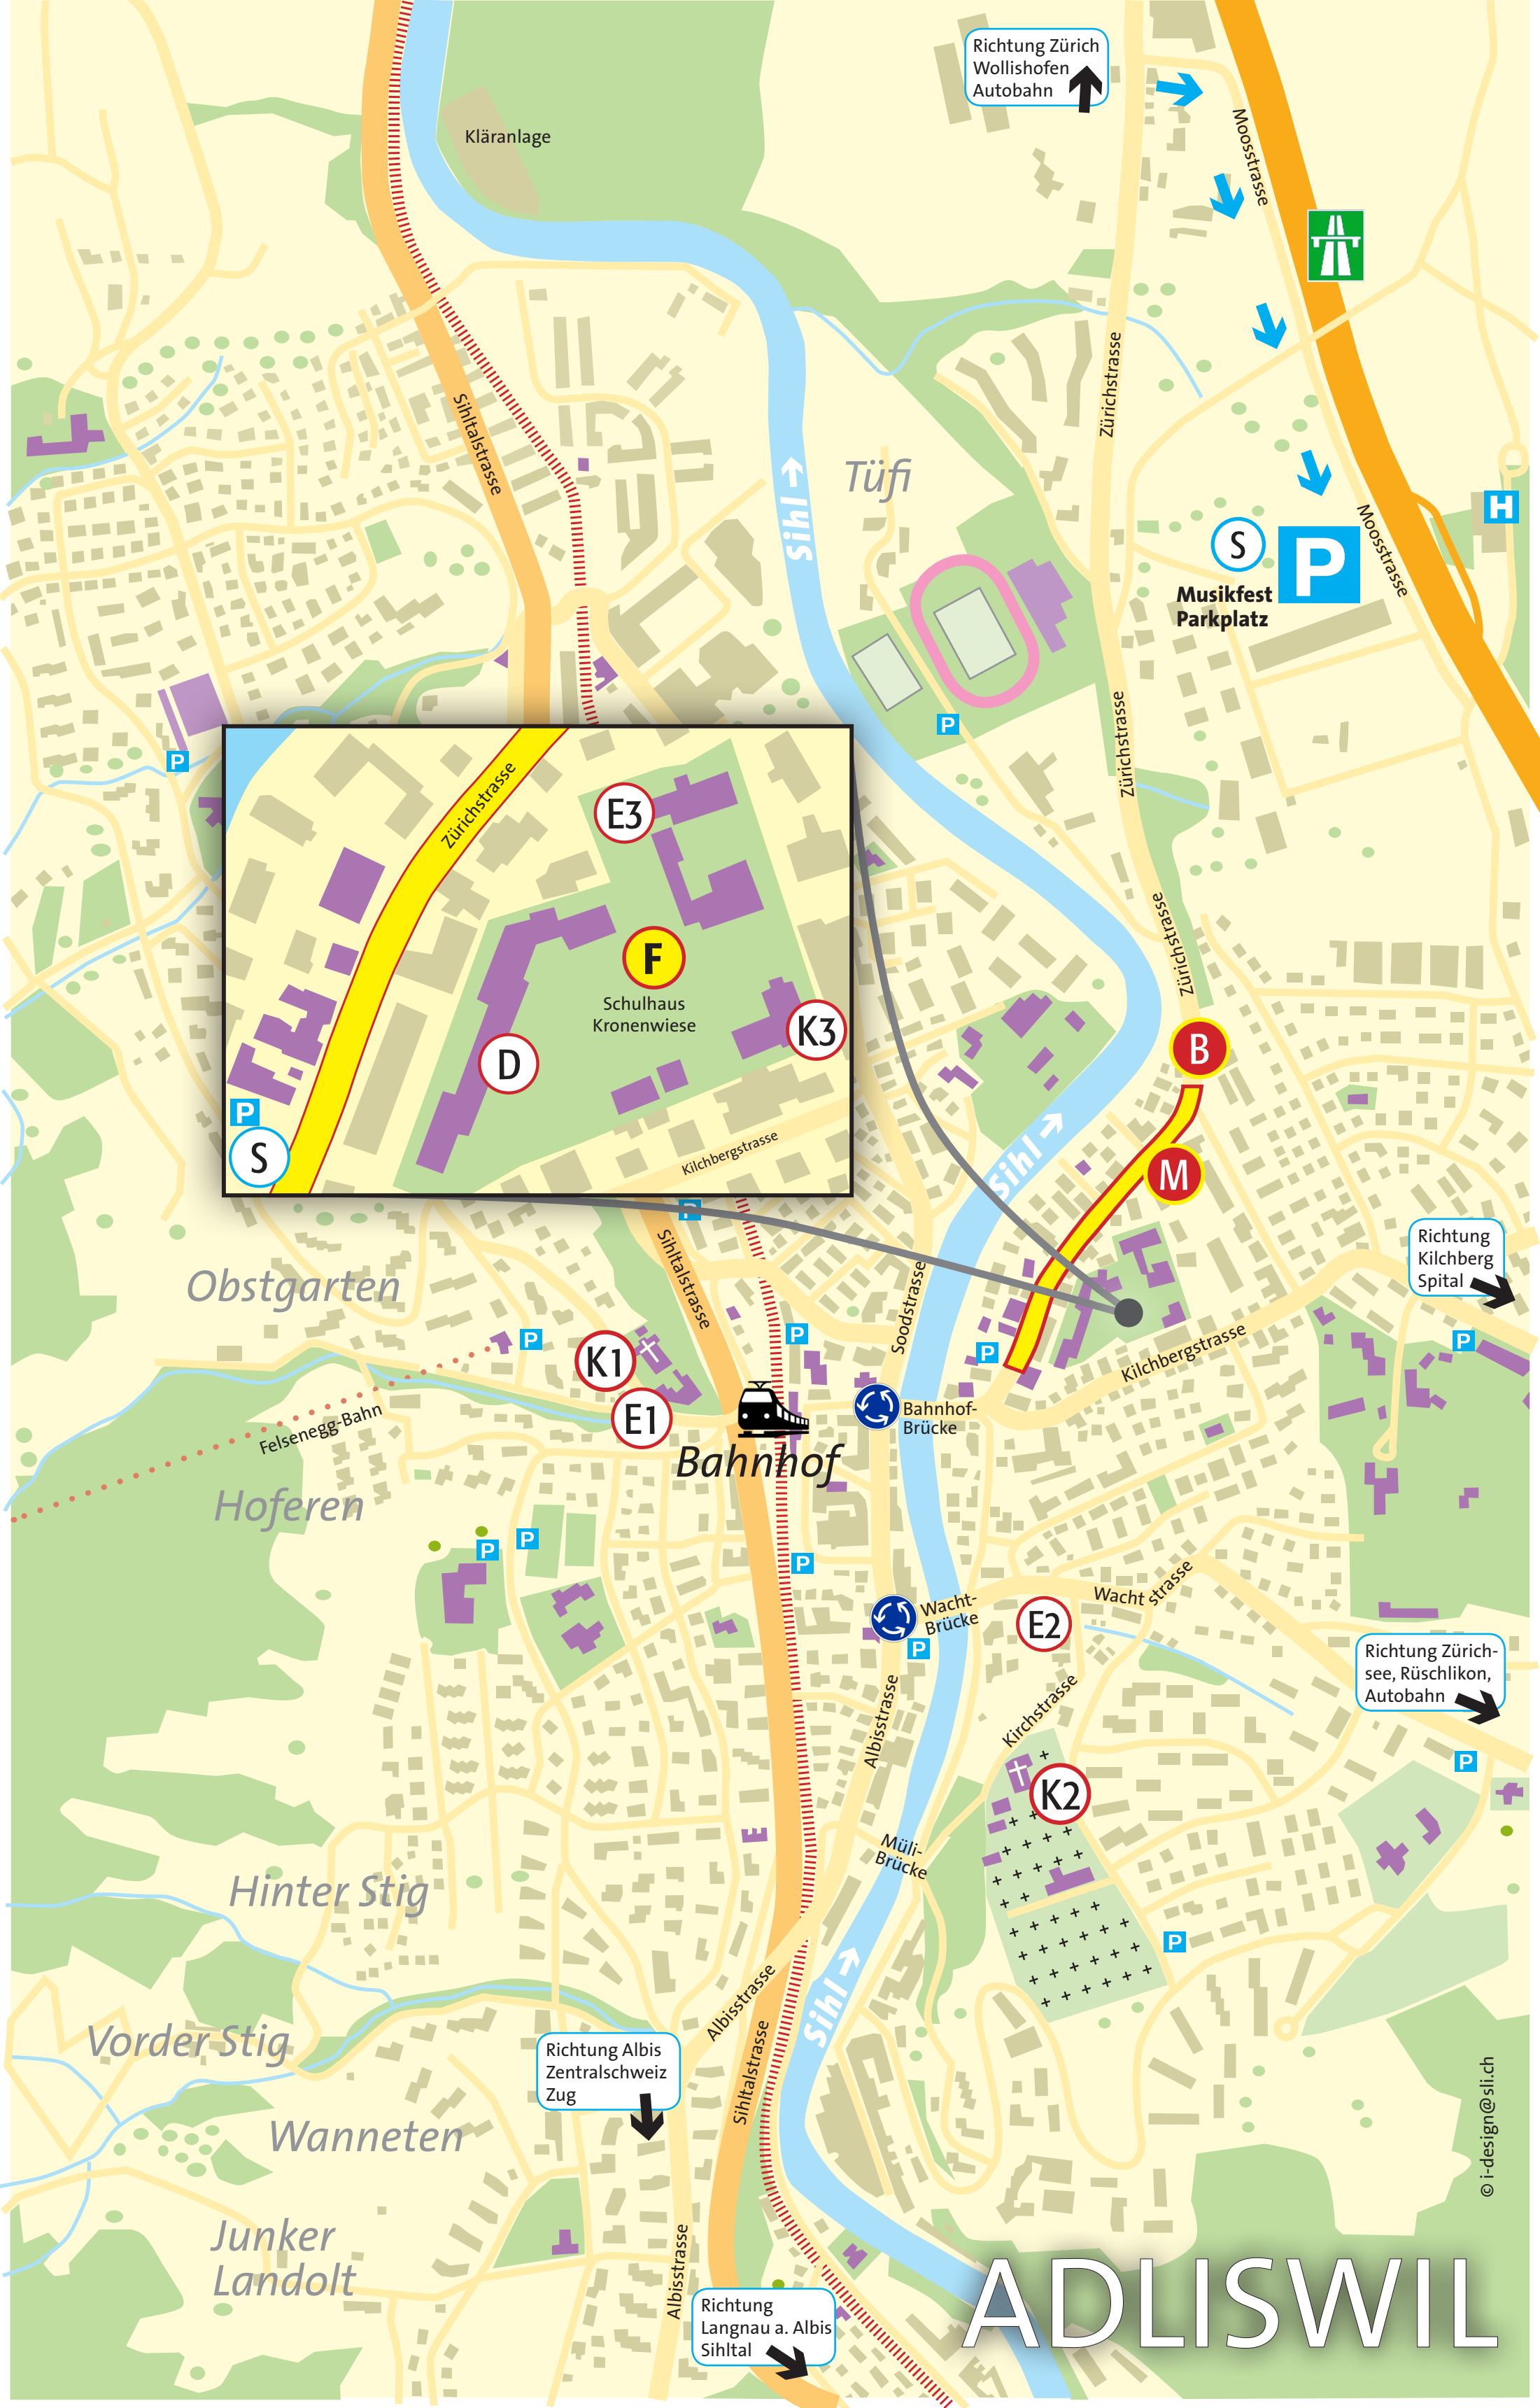 Richtung Zürich
Wollishofen
Autobahn
Kläranlage
Moosstrasse
Zürichstrasse
Sihltalstrasse
Sihl
Tüfi
H
S
P
Musikfest
Parkplatz
Moosstrasse
P
Zürichstrasse
P
Zürichstrasse
E3
F
Schulhaus
Kronenwiese
K3
D
P
S
Kilchbergstrasse
Zürichstrasse
B
M
Sihl
P
Richtung
Kilchberg
Spital
Obstgarten
Sihltalstrasse
Soodstrasse
P
P
P
P
Kilchbergstrasse
K1
E1
Bahnhof-
Brücke
Felsenegg-Bahn
Bahnhof
Hoferen
P
P
P
Wacht-
Brücke
P
E2
Wachtstrasse
Richtung Zürich-
see, Rüschlikon,
Autobahn
Kirchstrasse
Albisstrasse
P
K2
Müli-
Brücke
Hinter Stig
P
Sihl
Albisstrasse
Vorder Stig
Sihltalstrasse
Richtung Albis
Zentralschweiz
Zug
Wanneten
Junker
Landolt
Albisstrasse
Richtung
Langnau a. Albis
Sihltal
© i-design@sli.ch
ADLISWIL